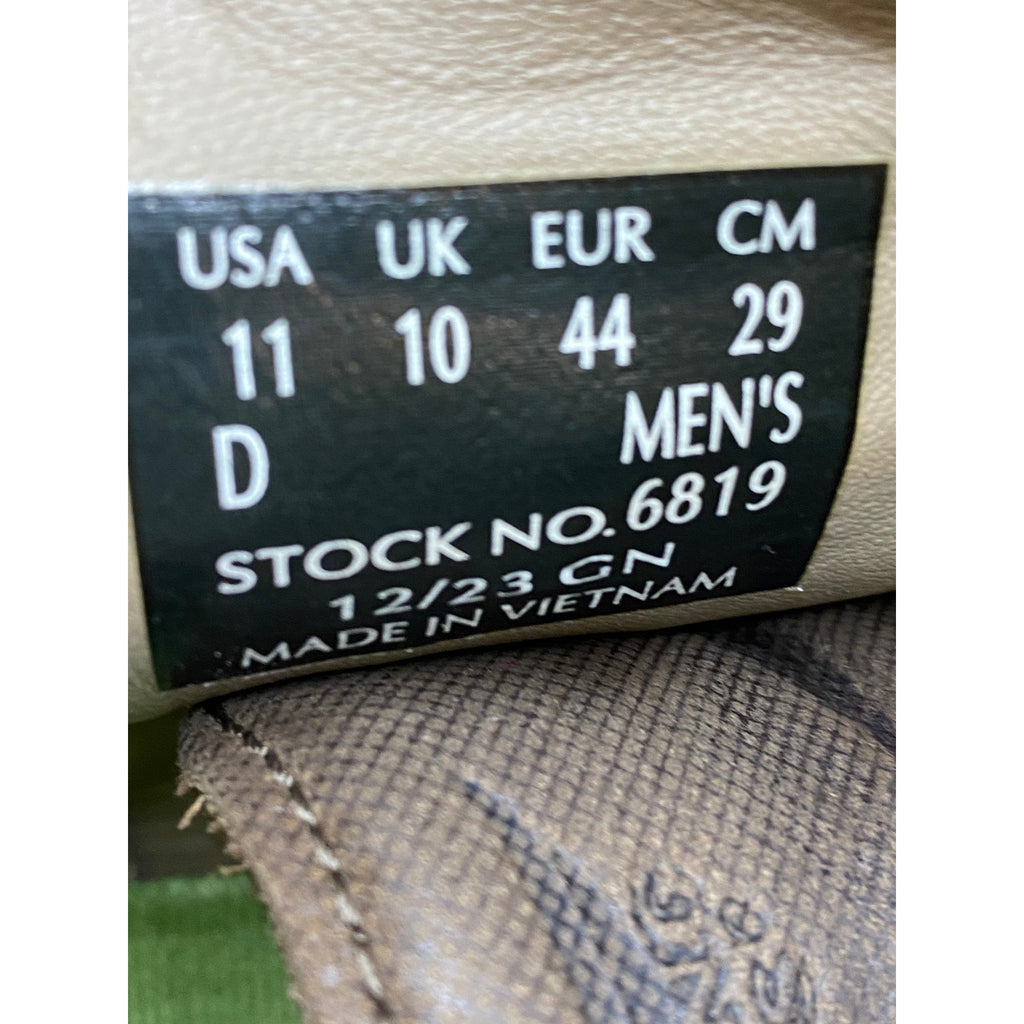 USA UK EUR CM
11 10 44 29
D MEN'S
STOCK NO. 6819
12/23 GN
MADE IN VIETNAM